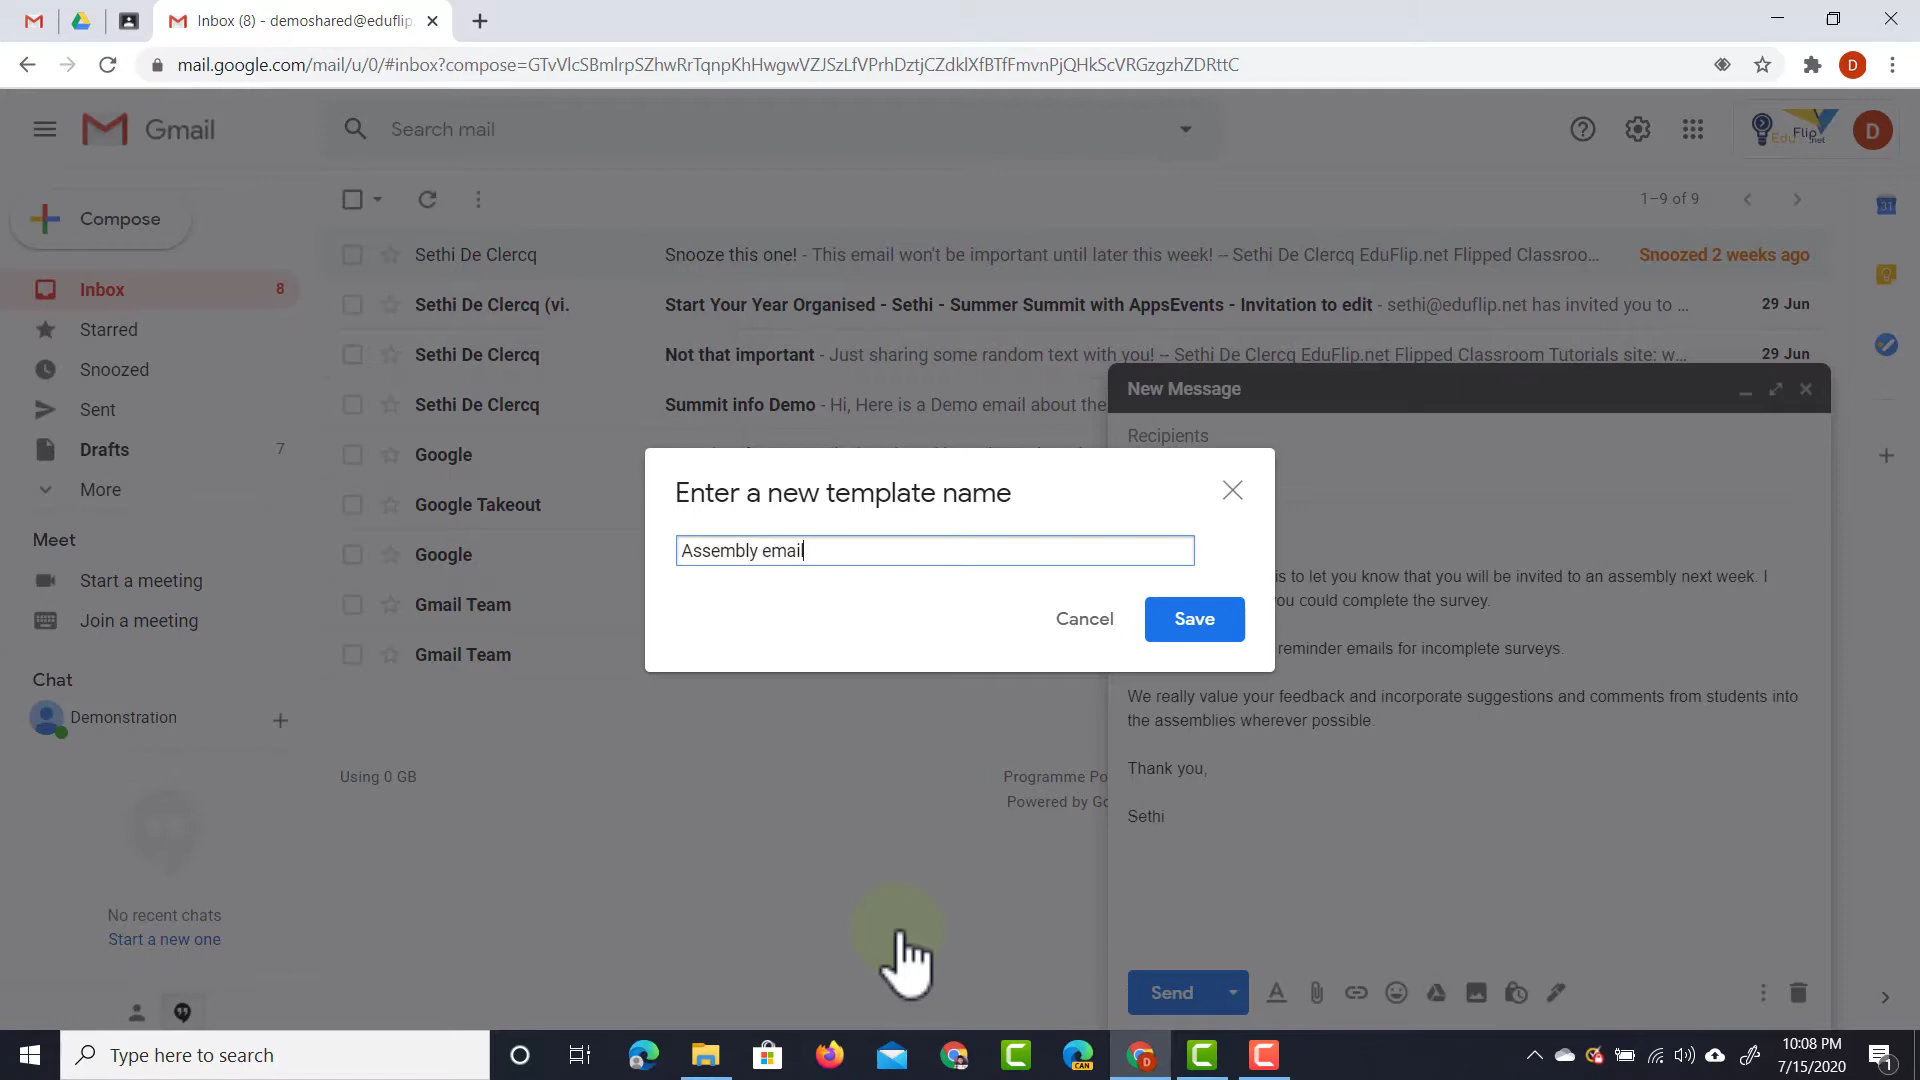 Inbox (8) - demoshared@eduflip.
mail.google.com/mail/u/0/#inbox?compose=GTvVlcSBmlrpSZhwRrTqnpKhHwgwVZJSzLfVPrhDztjCZdklXfBTfFmvnPjQHkScVRGzgzhZDRttC
D
Gmail
Search mail
EduFlip.net
D
Compose
1–9 of 9
31
Sethi De Clercq Snooze this one! - This email won't be important until later this week! -- Sethi De Clercq EduFlip.net Flipped Classroo... Snoozed 2 weeks ago
Inbox 8
Sethi De Clercq (vi. Start Your Year Organised - Sethi - Summer Summit with AppsEvents - Invitation to edit - sethi@eduflip.net has invited you to ... 29 Jun
Starred
Sethi De Clercq Not that important - Just sharing some random text with you! -- Sethi De Clercq EduFlip.net Flipped Classroom Tutorials site: w... 29 Jun
Snoozed
New Message
Sethi De Clercq Summit info Demo - Hi, Here is a Demo email about the
Sent
Recipients
Drafts 7
Google
More
Enter a new template name
Google Takeout
Meet
Assembly email
Google
Start a meeting
is to let you know that you will be invited to an assembly next week. I
ou could complete the survey.
Gmail Team
Join a meeting
Cancel
Save
reminder emails for incomplete surveys.
Gmail Team
Chat
We really value your feedback and incorporate suggestions and comments from students into
the assemblies wherever possible.
Demonstration
Thank you,
Using 0 GB
Programme Po
Powered by Go
Sethi
No recent chats
Start a new one
Send
Type here to search
CAN
D
10:08 PM
7/15/2020
1